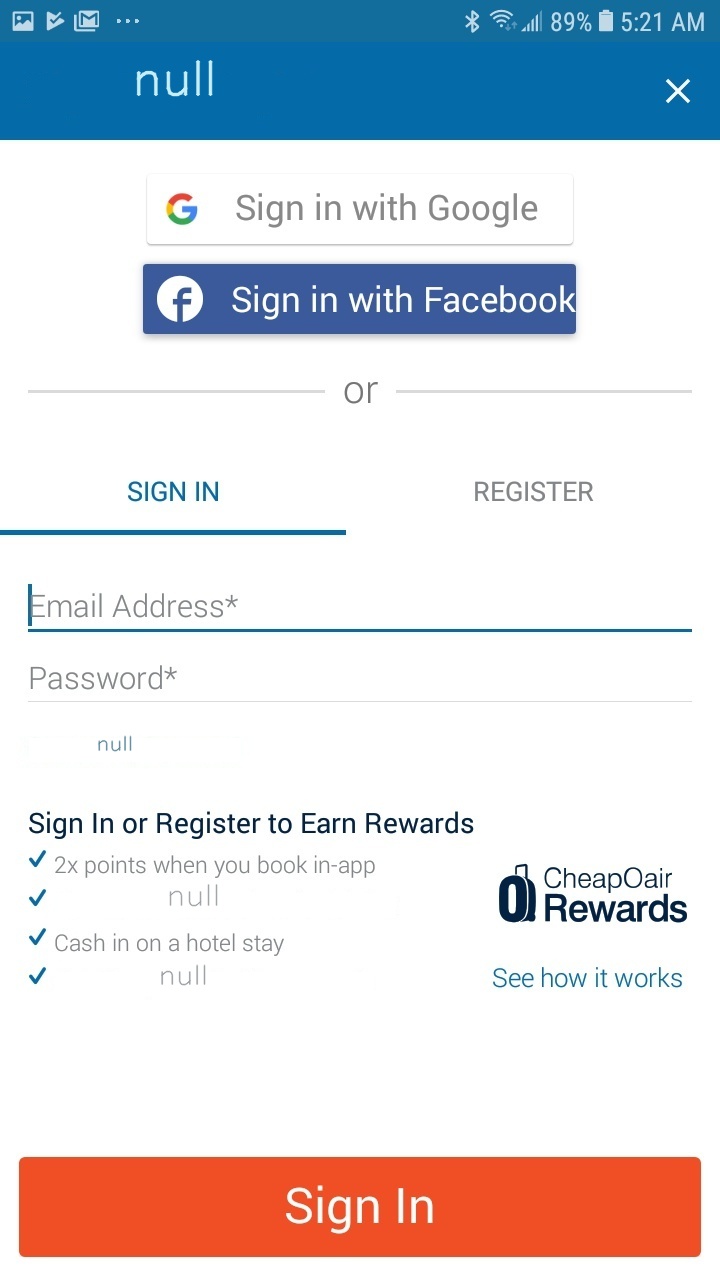 89% 5:21 AM
null
Sign in with Google
Sign in with Facebook
or
SIGN IN REGISTER
Email Address*
Password*
null
Sign In or Register to Earn Rewards
2x points when you book in-app
null
Cash in on a hotel stay
null
CheapOair
Rewards
See how it works
Sign In